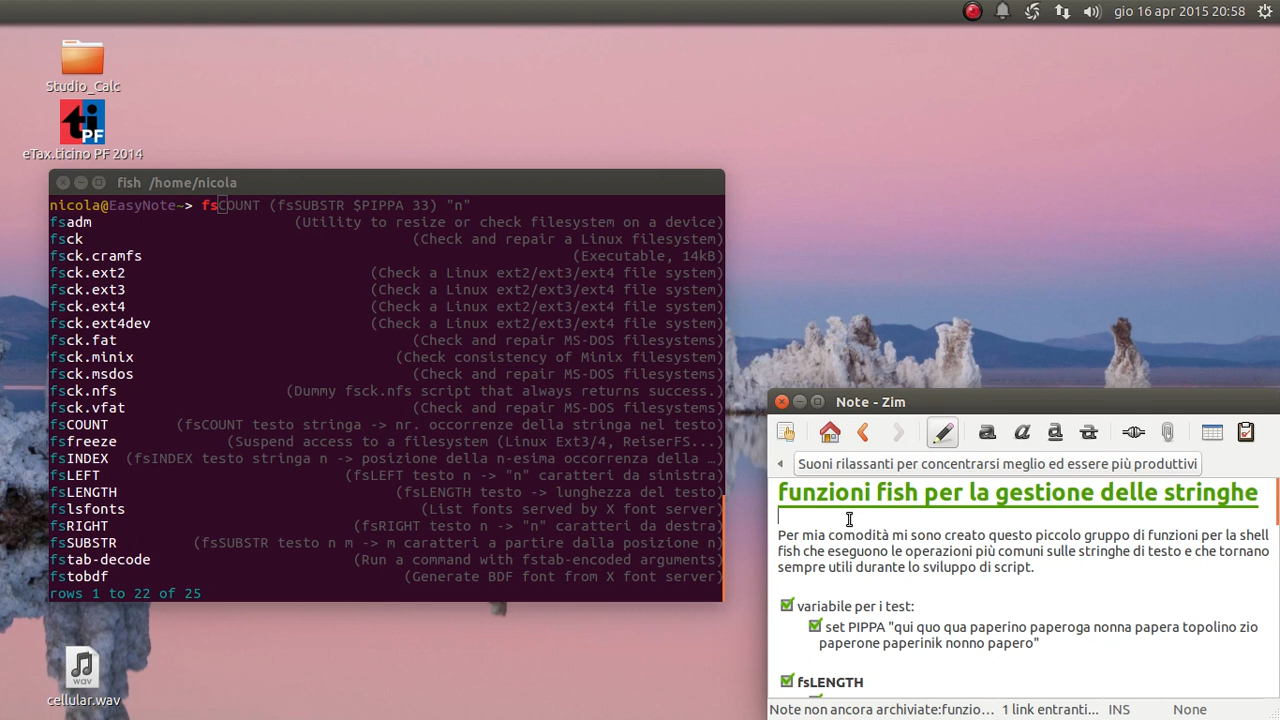 gio 16 apr 2015 20:58
Studio_Calc
ti
PF
eTax.ticino PF 2014
fish /home/nicola
nicola@EasyNote~> fsCOUNT (fsSUBSTR $PIPPA 33) "n"
fsadm (Utility to resize or check filesystem on a device)
fsck (Check and repair a Linux filesystem)
fsck.cramfs (Executable, 14kB)
fsck.ext2 (Check a Linux ext2/ext3/ext4 file system)
fsck.ext3 (Check a Linux ext2/ext3/ext4 file system)
fsck.ext4 (Check a Linux ext2/ext3/ext4 file system)
fsck.ext4dev (Check a Linux ext2/ext3/ext4 file system)
fsck.fat (Check and repair MS-DOS filesystems)
fsck.minix (Check consistency of Minix filesystem)
fsck.msdos (Check and repair MS-DOS filesystems)
fsck.nfs (Dummy fsck.nfs script that always returns success.)
fsck.vfat (Check and repair MS-DOS filesystems)
fsCOUNT (fsCOUNT testo stringa -> nr. occorrenze della stringa nel testo)
fsfreeze (Suspend access to a filesystem (Linux Ext3/4, ReiserFS...)
fsINDEX (fsINDEX testo stringa n -> posizione della n-esima occorrenza della …)
fsLEFT (fsLEFT testo n -> "n" caratteri da sinistra)
fsLENGTH (fsLENGTH testo -> lunghezza del testo)
fslsfonts (List fonts served by X font server)
fsRIGHT (fsRIGHT testo n -> "n" caratteri da destra)
fsSUBSTR (fsSUBSTR testo n m -> m caratteri a partire dalla posizione n)
fstab-decode (Run a command with fstab-encoded arguments)
fstobdf (Generate BDF font from X font server)
rows 1 to 22 of 25
Note - Zim
Suoni rilassanti per concentrarsi meglio ed essere più produttivi
funzioni fish per la gestione delle stringhe
Per mia comodità mi sono creato questo piccolo gruppo di funzioni per la shell
fish che eseguono le operazioni più comuni sulle stringhe di testo e che tornano
sempre utili durante lo sviluppo di script.
variabile per i test:
set PIPPA "qui quo qua paperino paperoga nonna papera topolino zio
paperone paperinik nonno papero"
fsLENGTH
Note non ancora archiviate:funzio... 1 link entranti... INS None
wav
cellular.wav